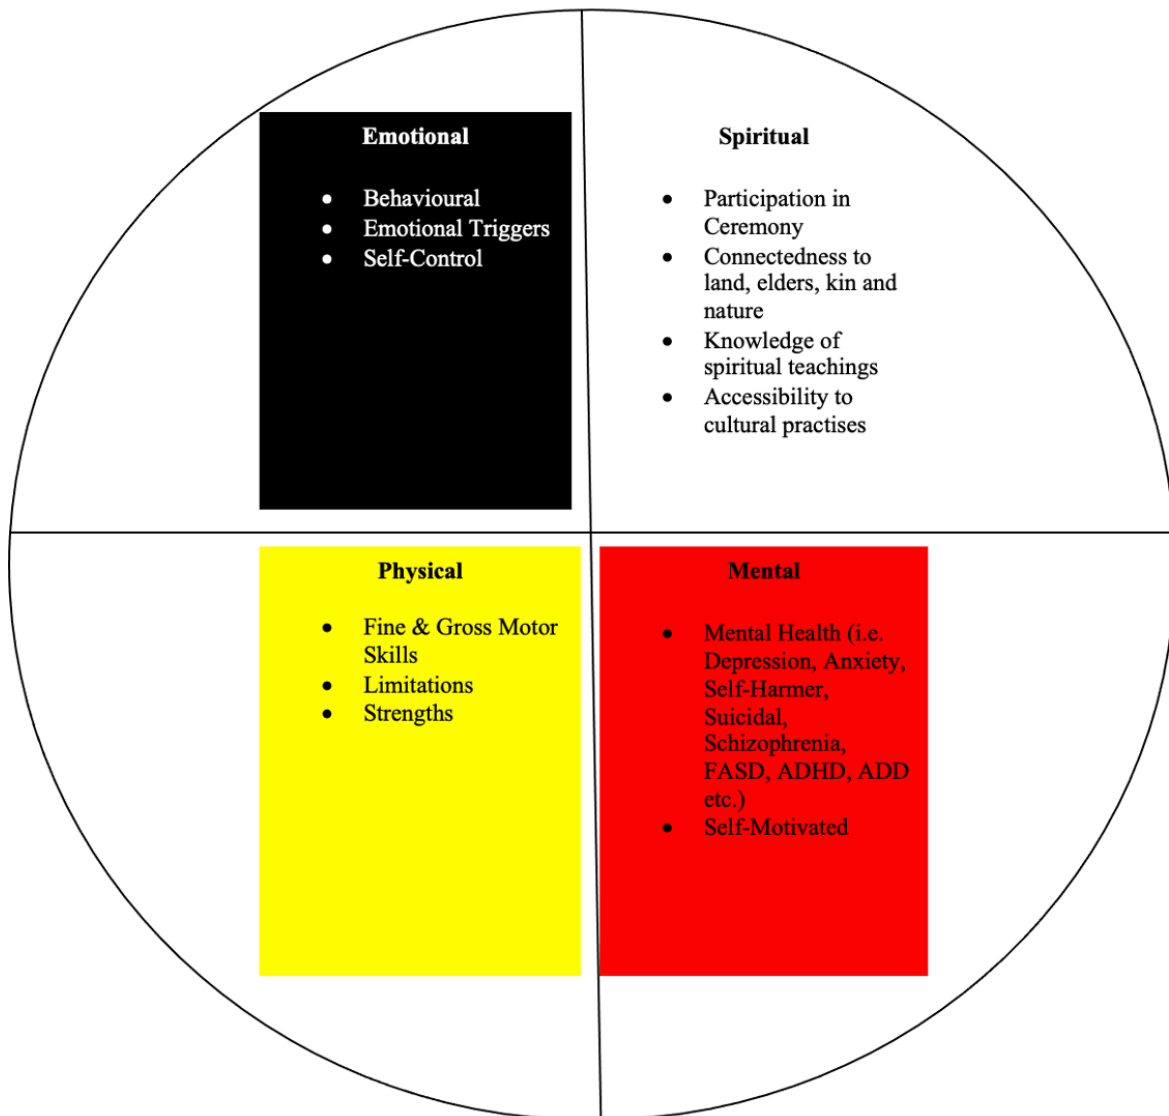 Emotional
• Behavioural
• Emotional Triggers
• Self-Control
Spiritual
• Participation in
Ceremony
• Connectedness to
land, elders, kin and
nature
• Knowledge of
spiritual teachings
• Accessibility to
cultural practises
Physical
• Fine & Gross Motor
Skills
• Limitations
• Strengths
Mental
• Mental Health (i.e.
Depression, Anxiety,
Self-Harmer,
Suicidal,
Schizophrenia,
FASD, ADHD, ADD
etc.)
• Self-Motivated